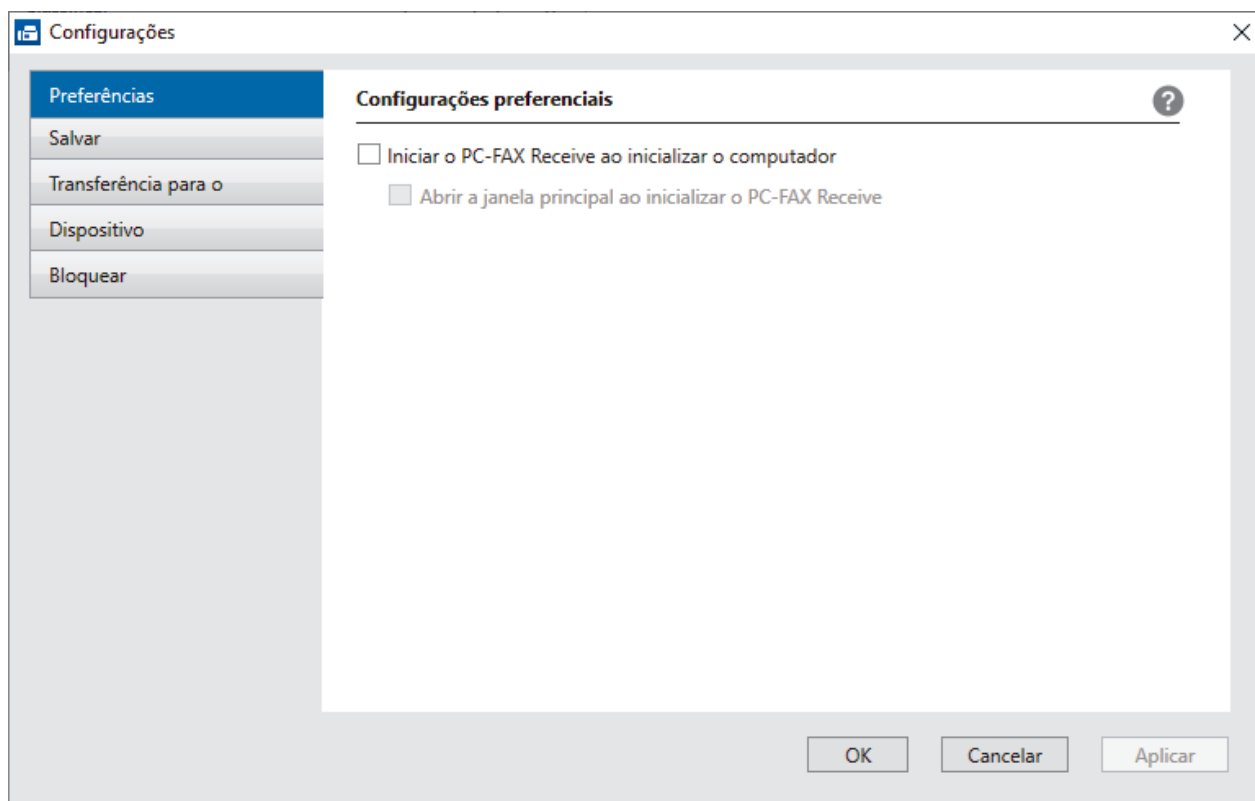 Configurações
Preferências
Salvar
Transferência para o
Dispositivo
Bloquear
Configurações preferenciais
?
Iniciar o PC-FAX Receive ao inicializar o computador
Abrir a janela principal ao inicializar o PC-FAX Receive
OK
Cancelar
Aplicar